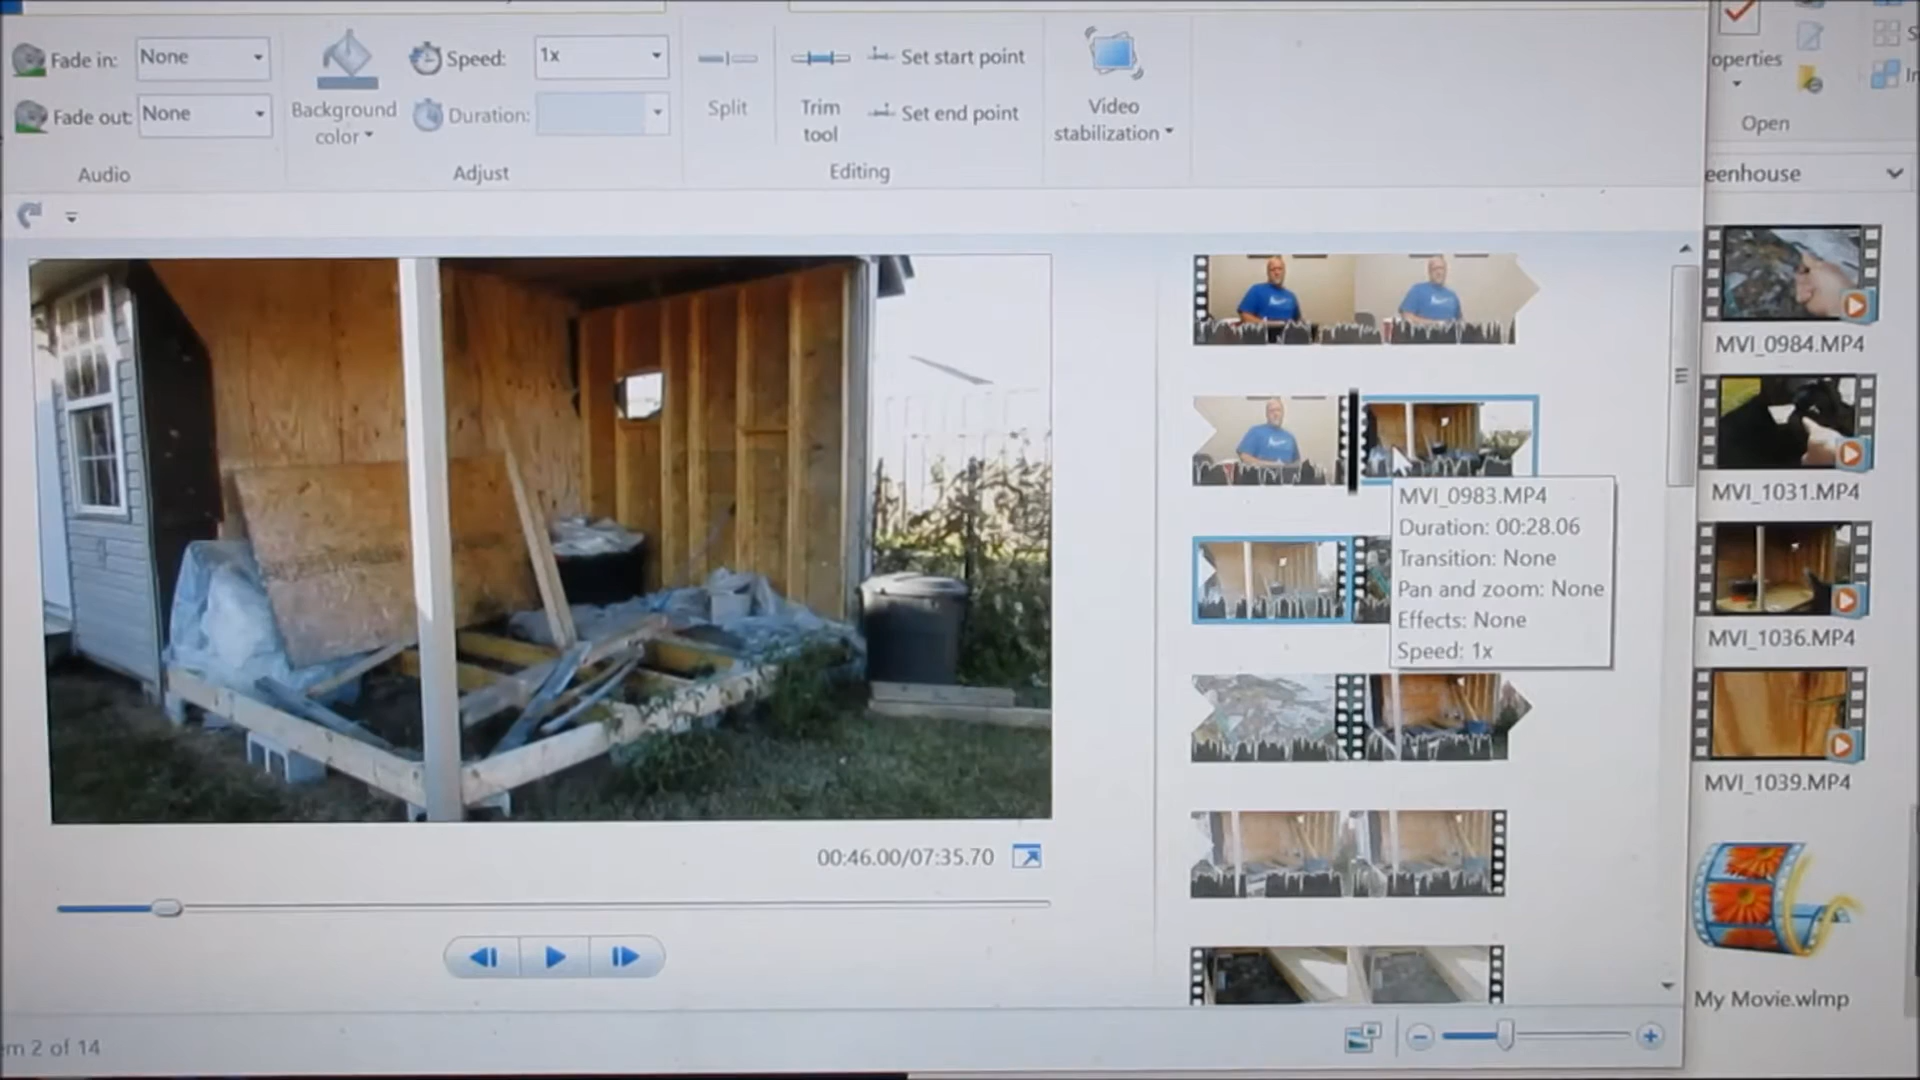 Fade in: None
Fade out: None
Audio
Background color
Speed: 1x
Duration:
Adjust
Split
Trim tool
Set start point
Set end point
Editing
Video stabilization
operties
Open
eenhouse
MVI_0984.MP4
MVI_1031.MP4
MVI_1036.MP4
MVI_1039.MP4
My Movie.wlmp
MVI_0983.MP4
Duration: 00:28.06
Transition: None
Pan and zoom: None
Effects: None
Speed: 1x
00:46.00/07:35.70
em 2 of 14